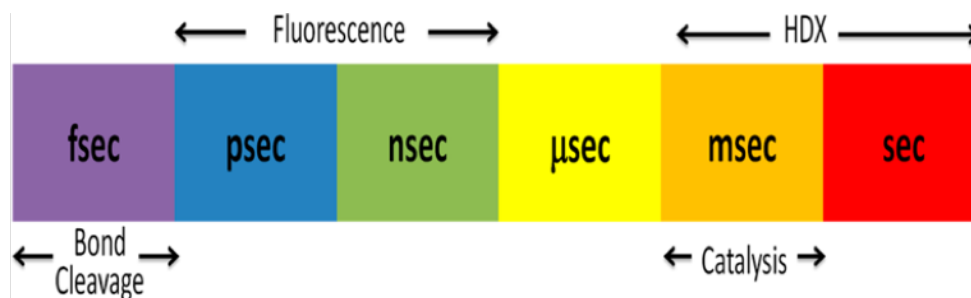 Fluorescence
HDX
fsec
psec
nsec
μsec
msec
sec
Bond
Cleavage
Catalysis